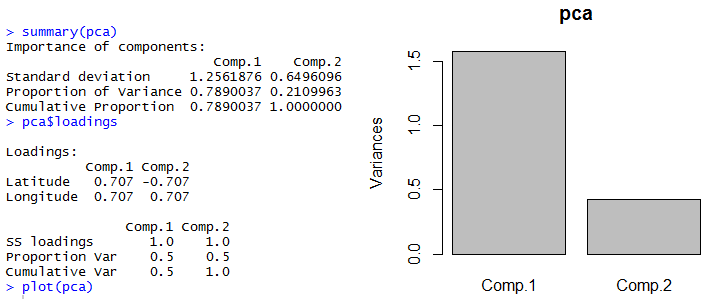 > summary(pca)
Importance of components:
                          Comp.1    Comp.2
Standard deviation     1.2561876 0.6496096
Proportion of Variance 0.7890037 0.2109963
Cumulative Proportion  0.7890037 1.0000000
> pca$loadings
Loadings:
          Comp.1 Comp.2
Latitude   0.707 -0.707
Longitude  0.707  0.707
               Comp.1 Comp.2
SS loadings       1.0    1.0
Proportion Var    0.5    0.5
Cumulative Var    0.5    1.0
> plot(pca)
pca
Variances
1.5
1.0
0.5
0.0
Comp.1 Comp.2